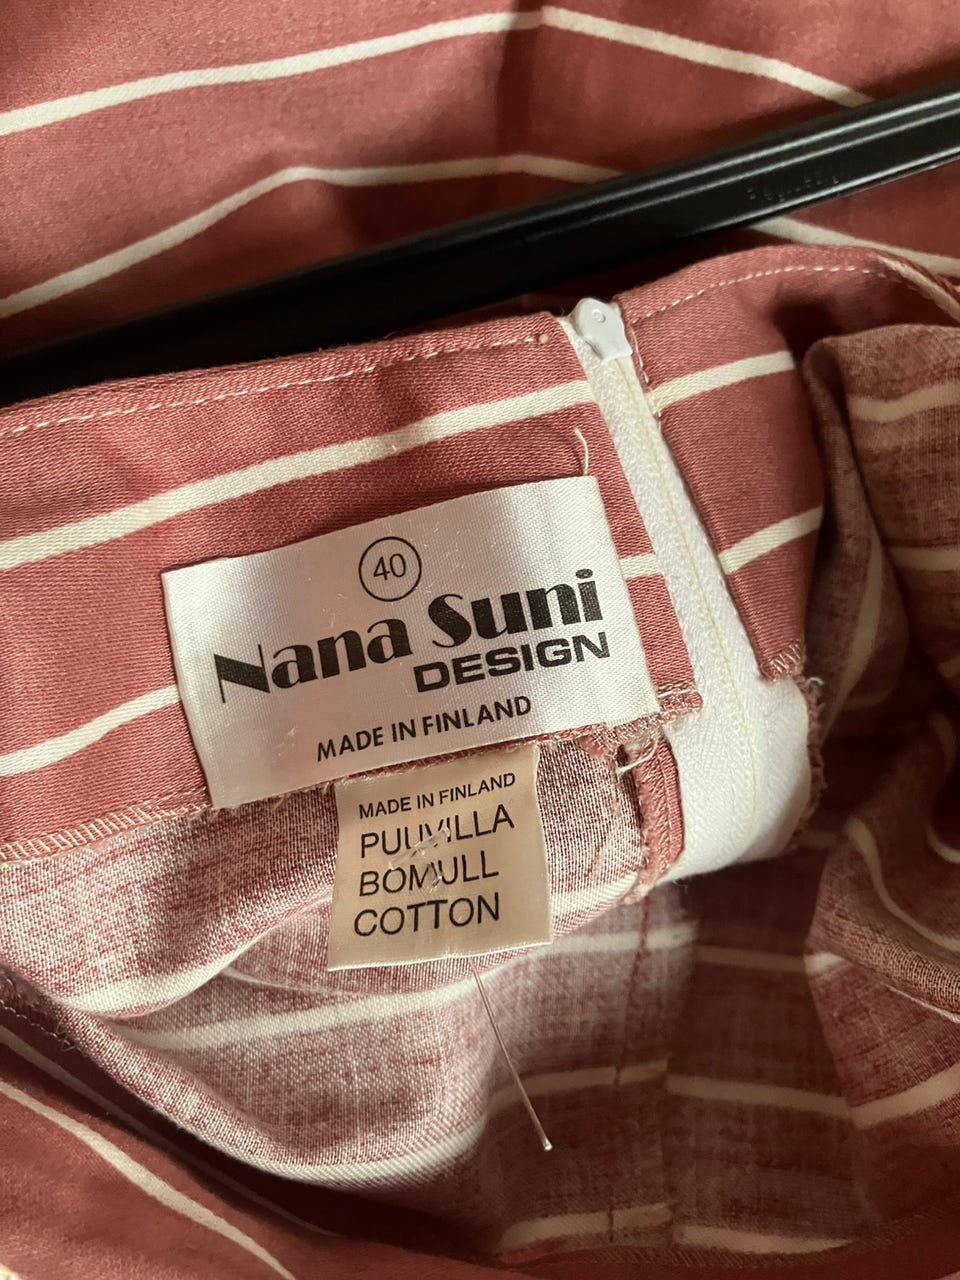 40
Nana Suni
DESIGN
MADE IN FINLAND
MADE IN FINLAND
PUUVILLA
BOMULL
COTTON